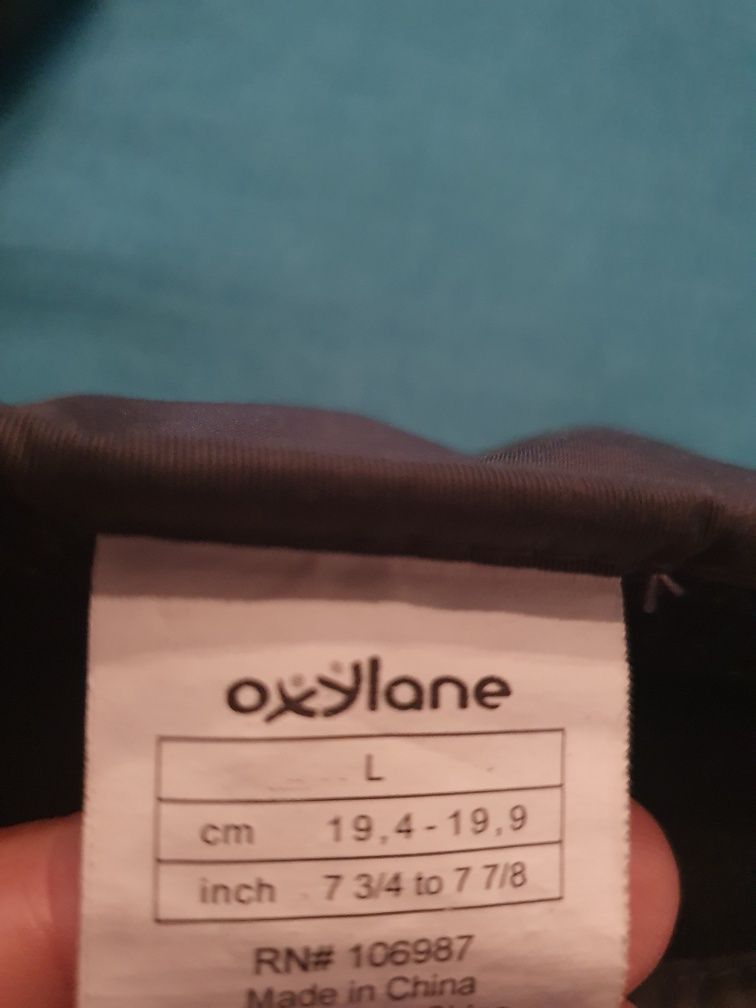 oxylane
L
cm 19,4-19,9
inch 7 3/4 to 7 7/8
RN# 106987
Made in China